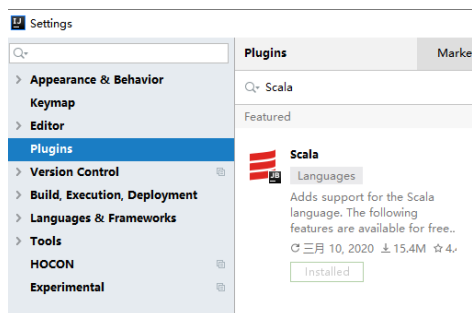 Settings
Appearance & Behavior
Keymap
Editor
Plugins
Version Control
Build, Execution, Deployment
Languages & Frameworks
Tools
HOCON
Experimental
Plugins
Marke
Scala
Featured
Scala
Languages
Adds support for the Scala
language. The following
features are available for free..
三月 10, 2020 15.4M 4.
Installed